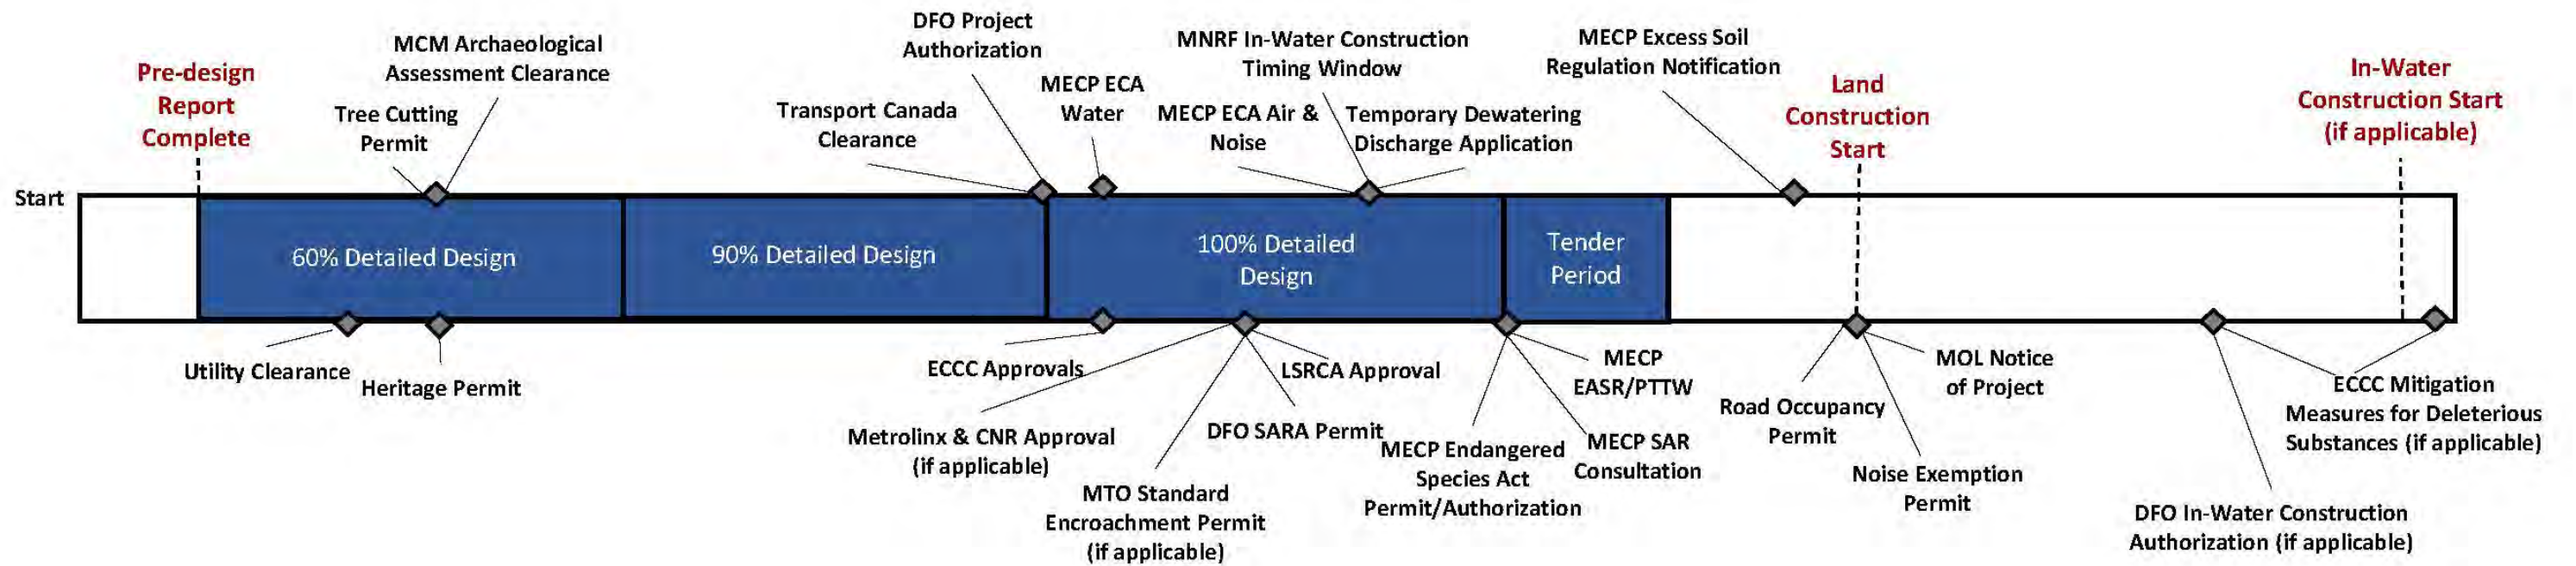 Pre-design
Report
Complete
Tree Cutting
Permit
MCM Archaeological
Assessment Clearance
Transport Canada
Clearance
DFO Project
Authorization
MECP ECA
Water
MECP ECA Air &
Noise
MNRF In-Water Construction
Timing Window
Temporary Dewatering
Discharge Application
MECP Excess Soil
Regulation Notification
Land
Construction
Start
In-Water
Construction Start
(if applicable)
Start
60% Detailed Design
90% Detailed Design
100% Detailed
Design
Tender
Period
Utility Clearance
Heritage Permit
ECCC Approvals
Metrolinx & CNR Approval
(if applicable)
MTO Standard
Encroachment Permit
(if applicable)
DFO SARA Permit
LSRCA Approval
MECP Endangered
Species Act
Permit/Authorization
MECP SAR
Consultation
MECP
EASR/PTTW
Road Occupancy
Permit
Noise Exemption
Permit
MOL Notice
of Project
DFO In-Water Construction
Authorization (if applicable)
ECCC Mitigation
Measures for Deleterious
Substances (if applicable)